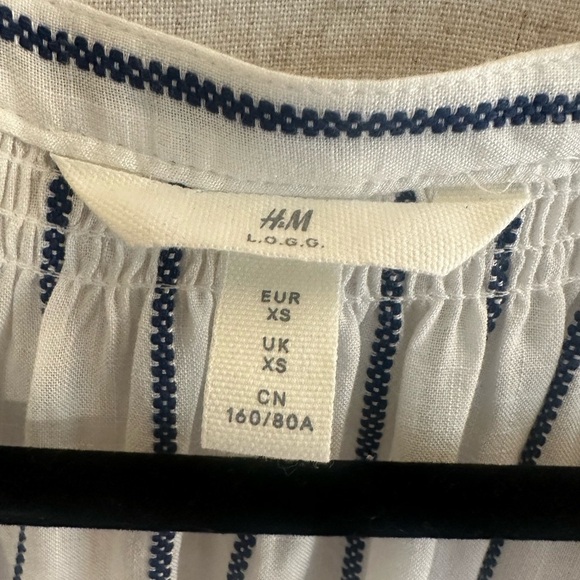 H&M
L.O.G.G.
EUR
XS
UK
XS
CN
160/80A